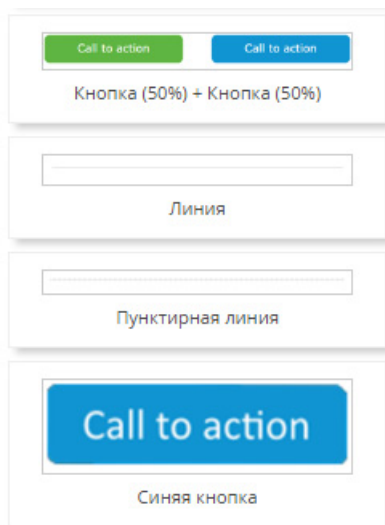 Call to action Call to action
Кнопка (50%) + Кнопка (50%)
Линия
Пунктирная линия
Call to action
Синяя кнопка